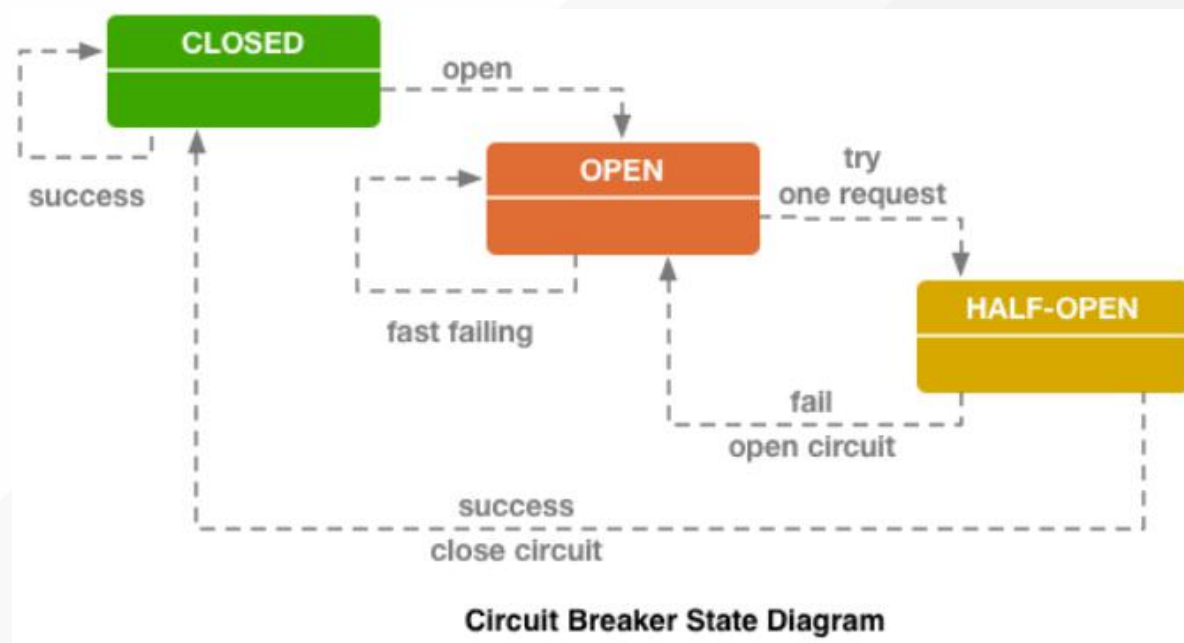 CLOSED
open
success
OPEN
try
one request
fast failing
HALF-OPEN
fail
open circuit
success
close circuit
Circuit Breaker State Diagram